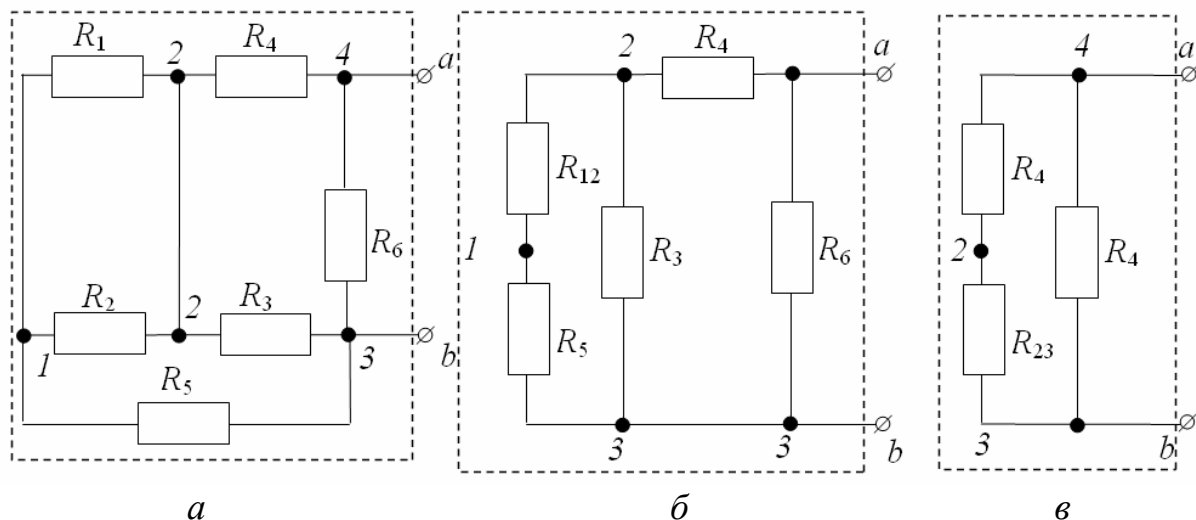 R1 2 R4 4 a
R6
R2 2 R3
1 3 b
R5
а
2 R4 a
R12
1 R3 R6
R5
3 3 b
б
4 a
R4
2 R4
R23
3 b
в